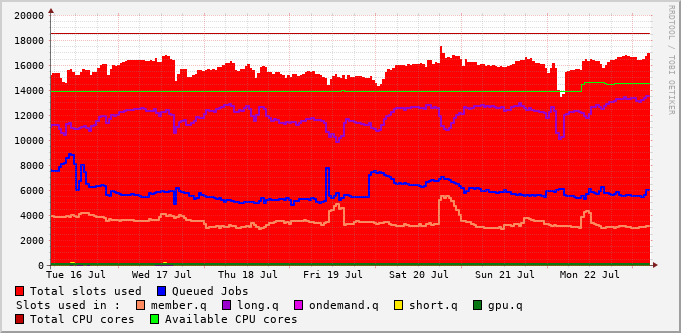 20000
18000
16000
14000
12000
10000
8000
6000
4000
2000
0
Tue 16 Jul Wed 17 Jul Thu 18 Jul Fri 19 Jul Sat 20 Jul Sun 21 Jul Mon 22 Jul
Total slots used Queued Jobs
Slots used in : member.q long.q ondemand.q short.q gpu.q
Total CPU cores Available CPU cores
RRDTOOL / TOBI OETIKER